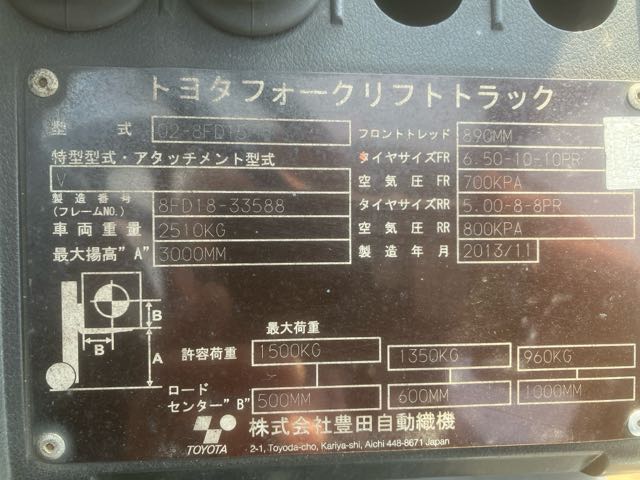 トヨタフォークリフトトラック
型式 02-8FD15 フロントトレッド 890MM
特型型式・アタッチメント型式 タイヤサイズFR 6.50-10-10PR
V 空気圧 FR 700KPA
製造番号 (フレームNO.) 8FD18-33588 タイヤサイズRR 5.00-8-8PR
車両重量 2510KG 空気圧 RR 800KPA
最大揚高"A" 3000MM 製造年月 2013/11
B
B
A
最大荷重
許容荷重 1500KG 1350KG 960KG
ロードセンター"B" 500MM 600MM 1000MM
TOYOTA 株式会社豊田自動織機
2-1, Toyoda-cho, Kariya-shi, Aichi 448-8671 Japan